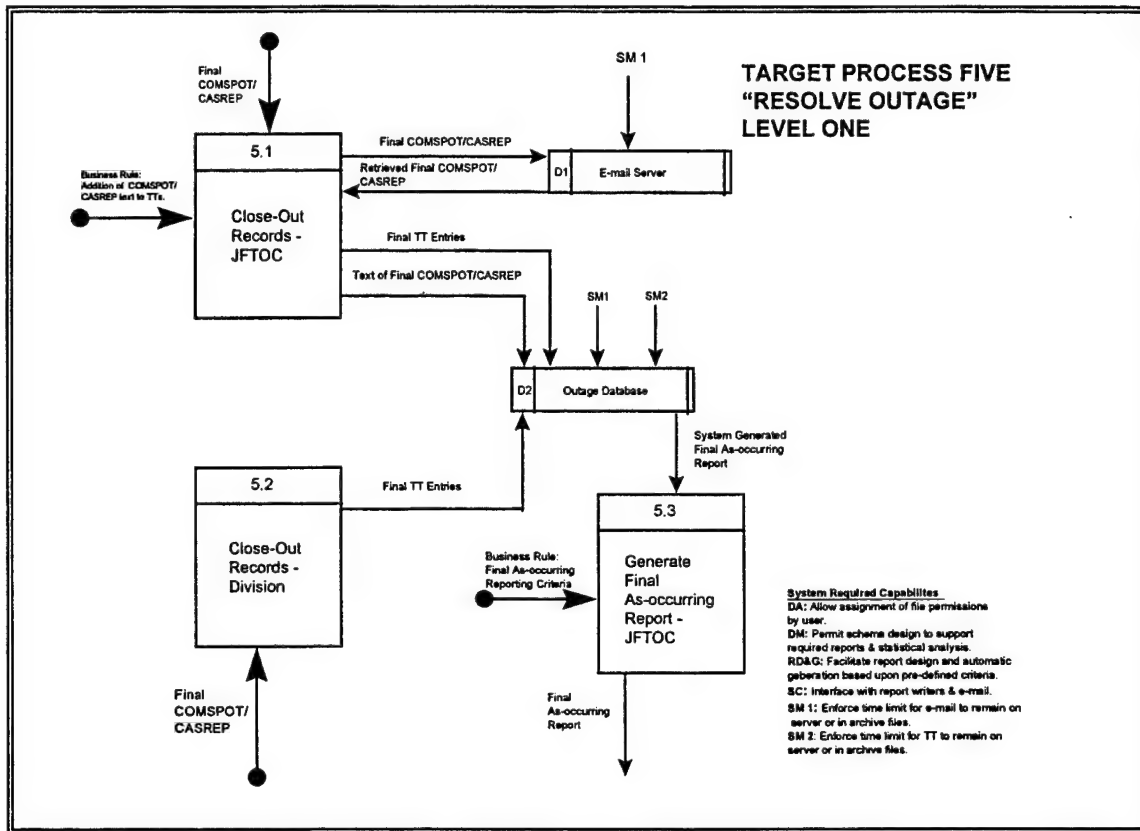 TARGET PROCESS FIVE
“RESOLVE OUTAGE”
LEVEL ONE
Final
COMSPOT/
CASREP
SM 1
5.1
Close-Out
Records -
JFTOC
Business Rule:
Addition of COMSPOT/
CASREP text to TTs.
Final COMSPOT/CASREP
Retrieved Final COMSPOT/
CASREP
D1
E-mail Server
Final TT Entries
Text of Final COMSPOT/CASREP
SM1
SM2
D2
Outage Database
System Generated
Final As-occurring
Report
5.2
Close-Out
Records -
Division
Final TT Entries
Final
COMSPOT/
CASREP
5.3
Generate
Final
As-occurring
Report -
JFTOC
Business Rule:
Final As-occurring
Reporting Criteria
Final
As-occurring
Report
System Required Capabilites
DA: Allow assignment of file permissions
by user.
DM: Permit schema design to support
required reports & statistical analysis.
RD&G: Facilitate report design and automatic
geberation based upon pre-defined criteria.
SC: Interface with report writers & e-mail.
SM 1: Enforce time limit for e-mail to remain on
server or in archive files.
SM 2: Enforce time limit for TT to remain on
server or in archive files.